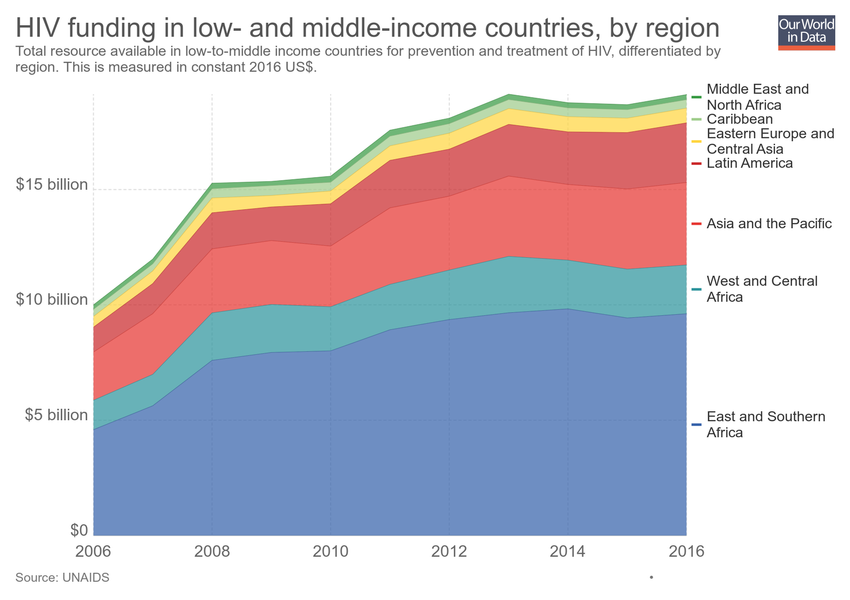 HIV funding in low- and middle-income countries, by region
Our World
in Data
Total resource available in low-to-middle income countries for prevention and treatment of HIV, differentiated by
region. This is measured in constant 2016 US$.
Middle East and
North Africa
Caribbean
Eastern Europe and
Central Asia
Latin America
$15 billion
Asia and the Pacific
West and Central
Africa
$10 billion
$5 billion
East and Southern
Africa
$0
2006 2008 2010 2012 2014 2016
Source: UNAIDS